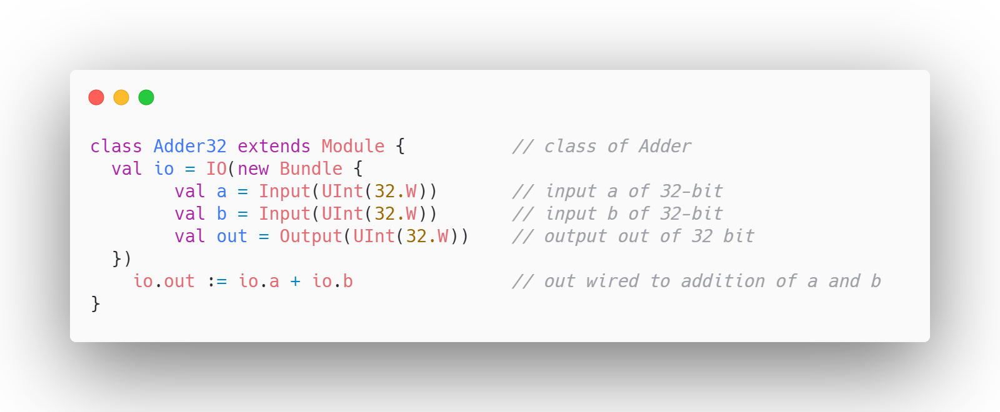 class Adder32 extends Module {          // class of Adder
  val io = IO(new Bundle {
        val a = Input(UInt(32.W))       // input a of 32-bit
        val b = Input(UInt(32.W))       // input b of 32-bit
        val out = Output(UInt(32.W))    // output out of 32 bit
  })
    io.out := io.a + io.b               // out wired to addition of a and b
}